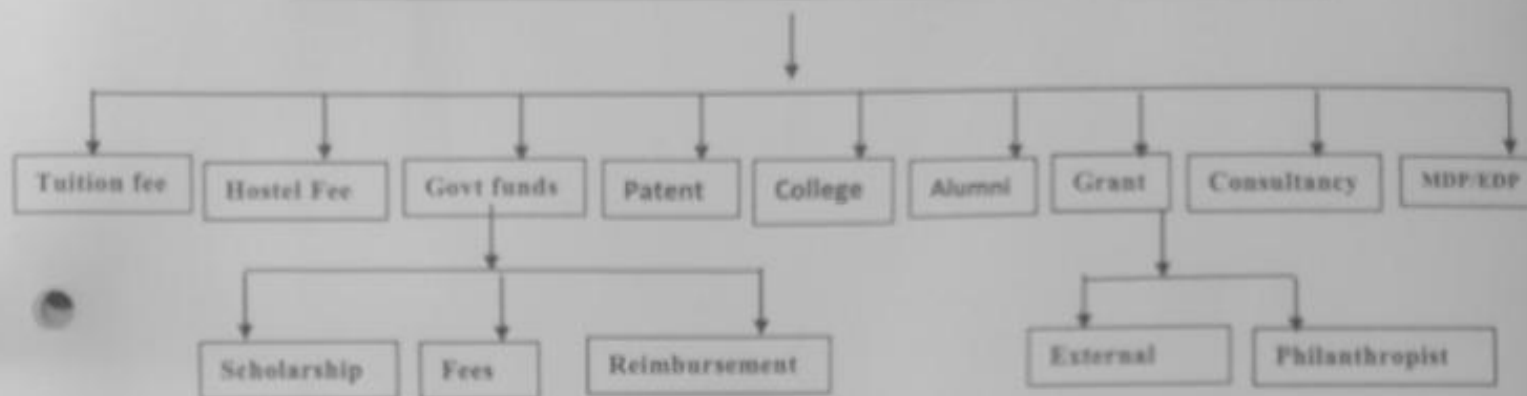 Tuition fee
Hostel Fee
Govt funds
Patent
College
Alumni
Grant
Consultancy
MDP/EDP
Scholarship
Fees
Reimbursement
External
Philanthropist